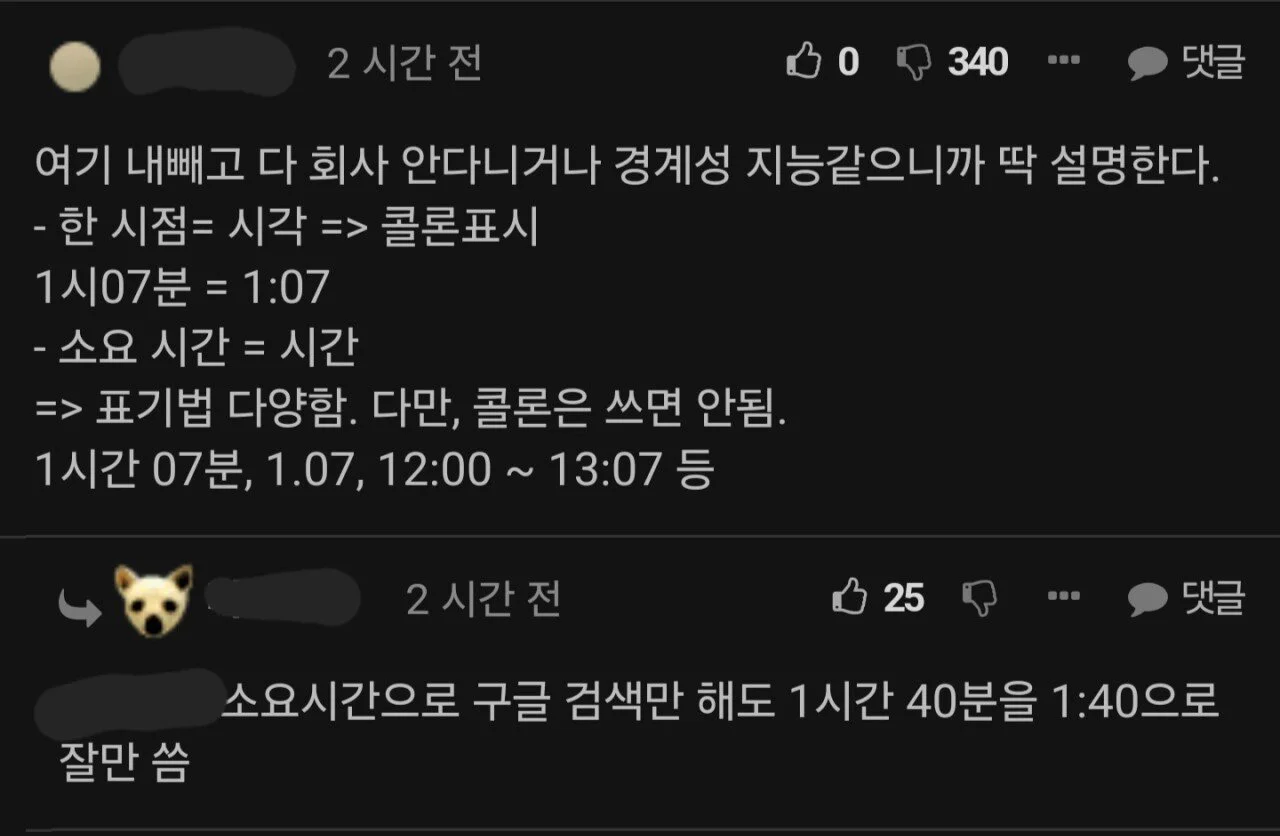 2 시간 전 0 340 ··· 댓글
여기 내빼고 다 회사 안다니거나 경계성 지능같으니까 딱 설명한다.
- 한 시점= 시각 => 콜론표시
1시07분 = 1:07
- 소요 시간 = 시간
=> 표기법 다양함. 다만, 콜론은 쓰면 안됨.
1시간 07분, 1.07, 12:00 ~ 13:07 등
2 시간 전 25 ··· 댓글
소요시간으로 구글 검색만 해도 1시간 40분을 1:40으로
잘만 씀